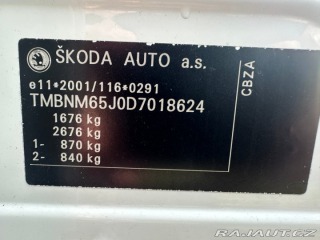 ŠKODA AUTO a.s.
e11*2001/116*0291
TMBNM65J0D7018624
1676 kg
2676 kg
1- 870 kg
2- 840 kg
CBZA
RAJAUT.CZ